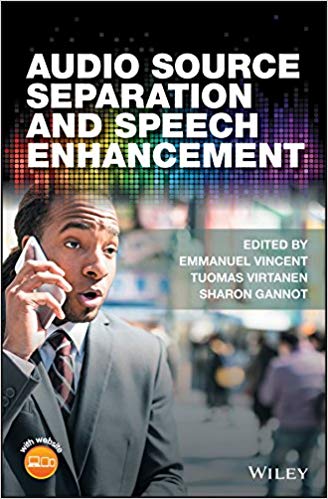 AUDIO SOURCE
SEPARATION
AND SPEECH
ENHANCEMENT
EDITED BY
EMMANUEL VINCENT
TUOMAS VIRTANEN
SHARON GANNOT
with website
WILEY